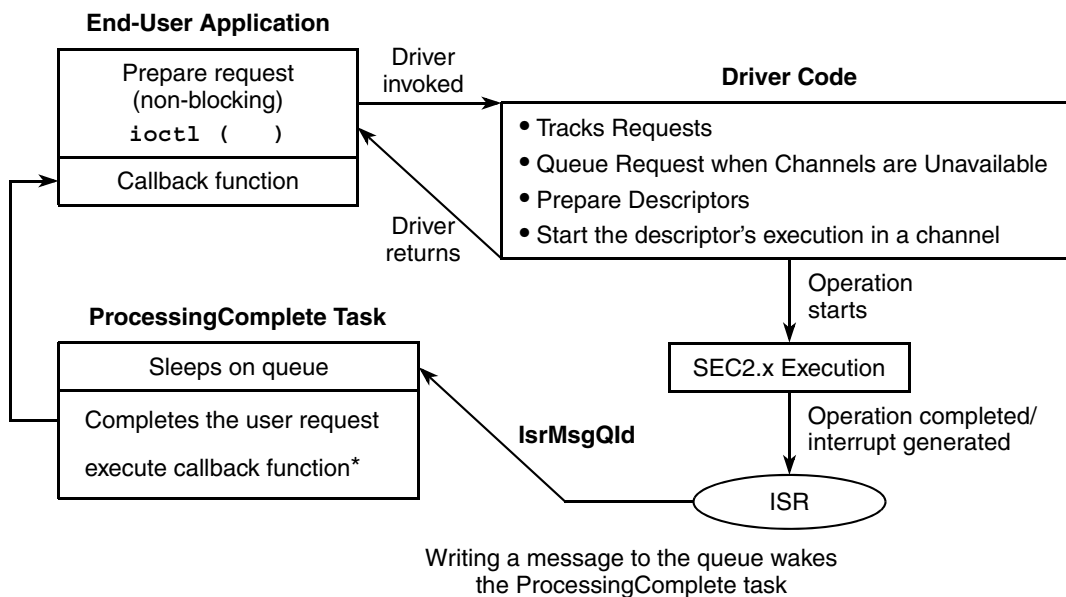 End-User Application
Prepare request
(non-blocking)
ioctl ( )
Callback function
Driver
invoked
Driver
returns
Driver Code
• Tracks Requests
• Queue Request when Channels are Unavailable
• Prepare Descriptors
• Start the descriptor's execution in a channel
Operation
starts
SEC2.x Execution
Operation completed/
interrupt generated
ISR
IsrMsgQId
ProcessingComplete Task
Sleeps on queue
Completes the user request
execute callback function*
Writing a message to the queue wakes
the ProcessingComplete task